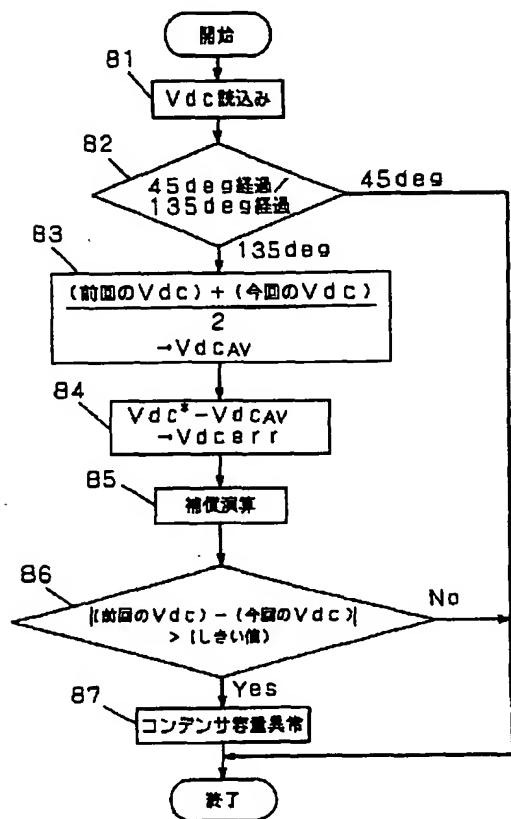 開始
81
Vdc読込み
82
45deg経過/
135deg経過
45deg
135deg
83
(前回のVdc)+(今回のVdc)
2
→VdcAV
84
Vdc*-VdcAV
→Vdcerr
85
補償演算
86
|(前回のVdc)-(今回のVdc)|
>(しきい値)
No
Yes
87
コンデンサ容量異常
終了